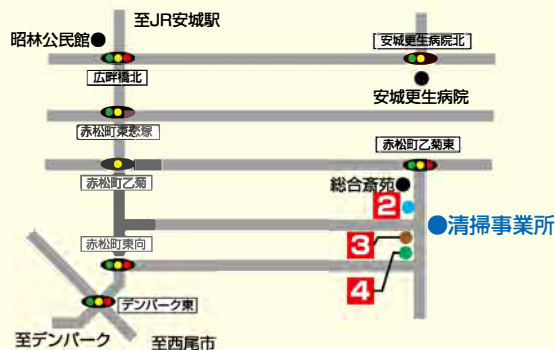 至JR安城駅
昭林公民館
安城更生病院北
広畔橋北
安城更生病院
赤松町東愁塚
赤松町乙菊東
赤松町乙菊
総合斎苑
2
清掃事業所
赤松町東向
3
4
デンパーク東
至デンパーク
至西尾市